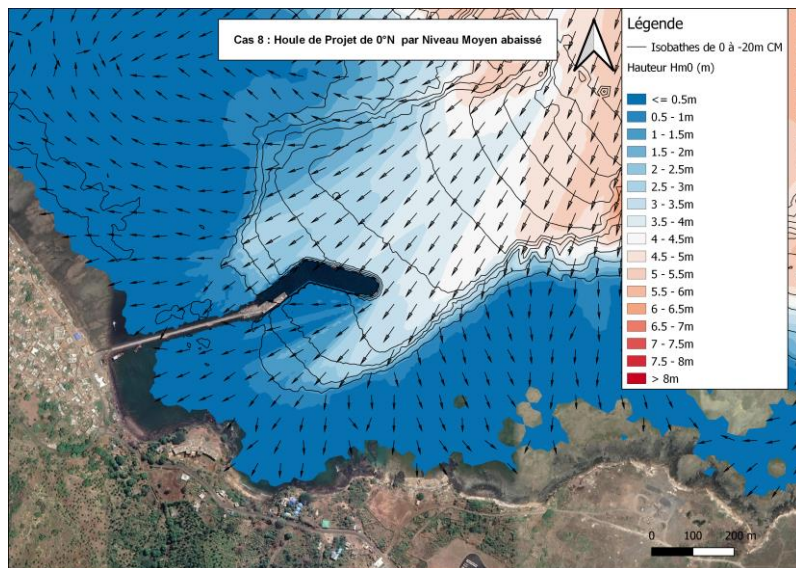 Cas 8 : Houle de Projet de 0°N par Niveau Moyen abaissé
Légende
Isobathes de 0 à -20m CM
Hauteur Hm0 (m)
<= 0.5m
0.5 - 1m
1 - 1.5m
1.5 - 2m
2 - 2.5m
2.5 - 3m
3 - 3.5m
3.5 - 4m
4 - 4.5m
4.5 - 5m
5 - 5.5m
5.5 - 6m
6 - 6.5m
6.5 - 7m
7 - 7.5m
7.5 - 8m
> 8m
0 100 200 m